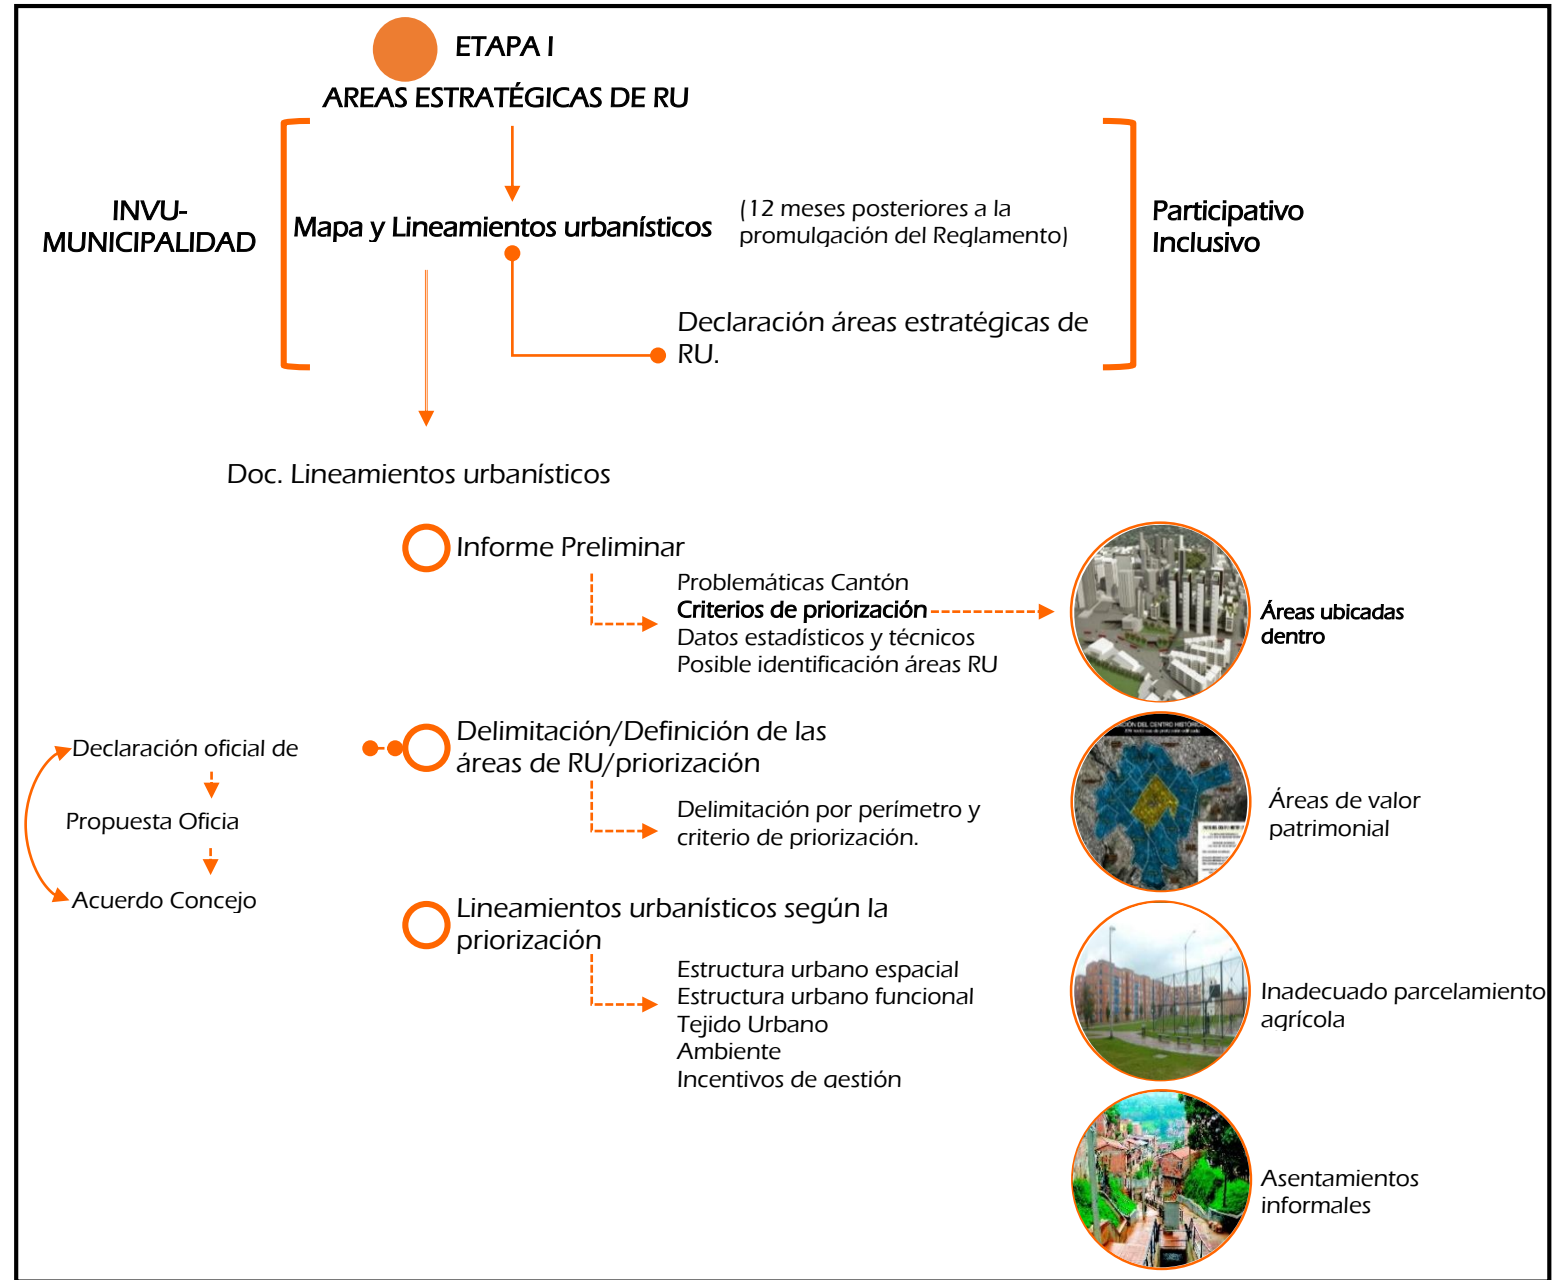 ETAPA I
AREAS ESTRATÉGICAS DE RU
INVU-
MUNICIPALIDAD
Mapa y Lineamientos urbanísticos
(12 meses posteriores a la
promulgación del Reglamento)
Participativo
Inclusivo
Declaración áreas estratégicas de
RU.
Doc. Lineamientos urbanísticos
Informe Preliminar
Problemáticas Cantón
Criterios de priorización
Datos estadísticos y técnicos
Posible identificación áreas RU
Áreas ubicadas
dentro
Delimitación/Definición de las
áreas de RU/priorización
Delimitación por perímetro y
criterio de priorización.
Declaración oficial de
Propuesta Oficia
Acuerdo Concejo
Áreas de valor
patrimonial
Lineamientos urbanísticos según la
priorización
Estructura urbano espacial
Estructura urbano funcional
Tejido Urbano
Ambiente
Incentivos de gestión
Inadecuado parcelamiento
agrícola
Asentamientos
informales